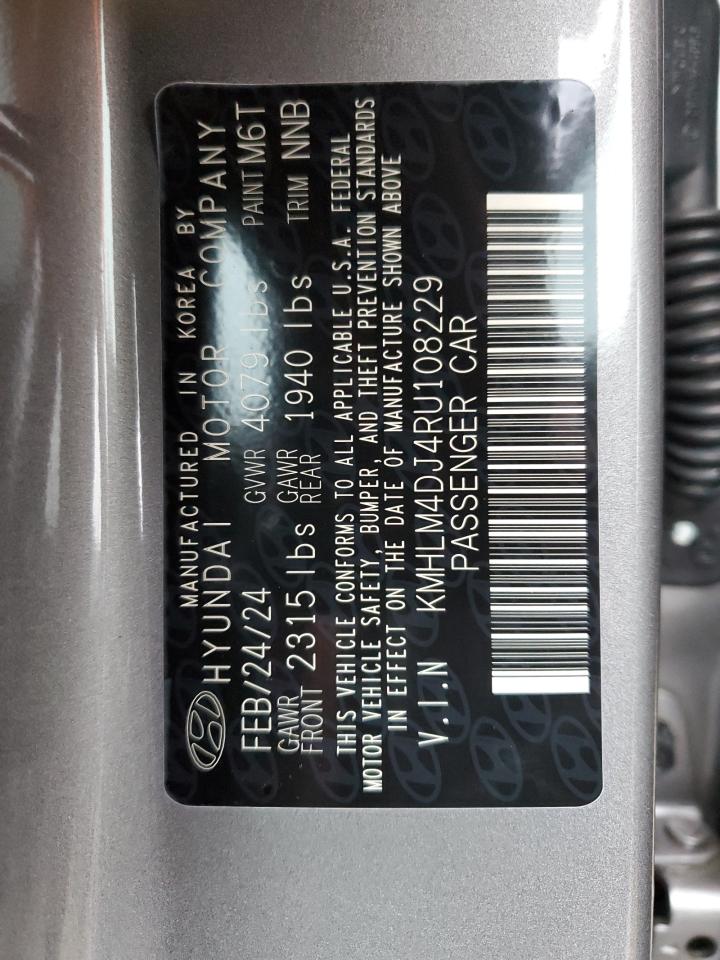 MANUFACTURED IN KOREA BY
HYUNDAI MOTOR COMPANY
FEB/24/24 GVWR 4079 lbs PAINT M6T
GAWR FRONT 2315 lbs GAWR REAR 1940 lbs TRIM NNB
THIS VEHICLE CONFORMS TO ALL APPLICABLE U.S.A. FEDERAL
MOTOR VEHICLE SAFETY, BUMPER, AND THEFT PREVENTION STANDARDS
IN EFFECT ON THE DATE OF MANUFACTURE SHOWN ABOVE
V.I.N KMHLM4DJ4RU108229
PASSENGER CAR